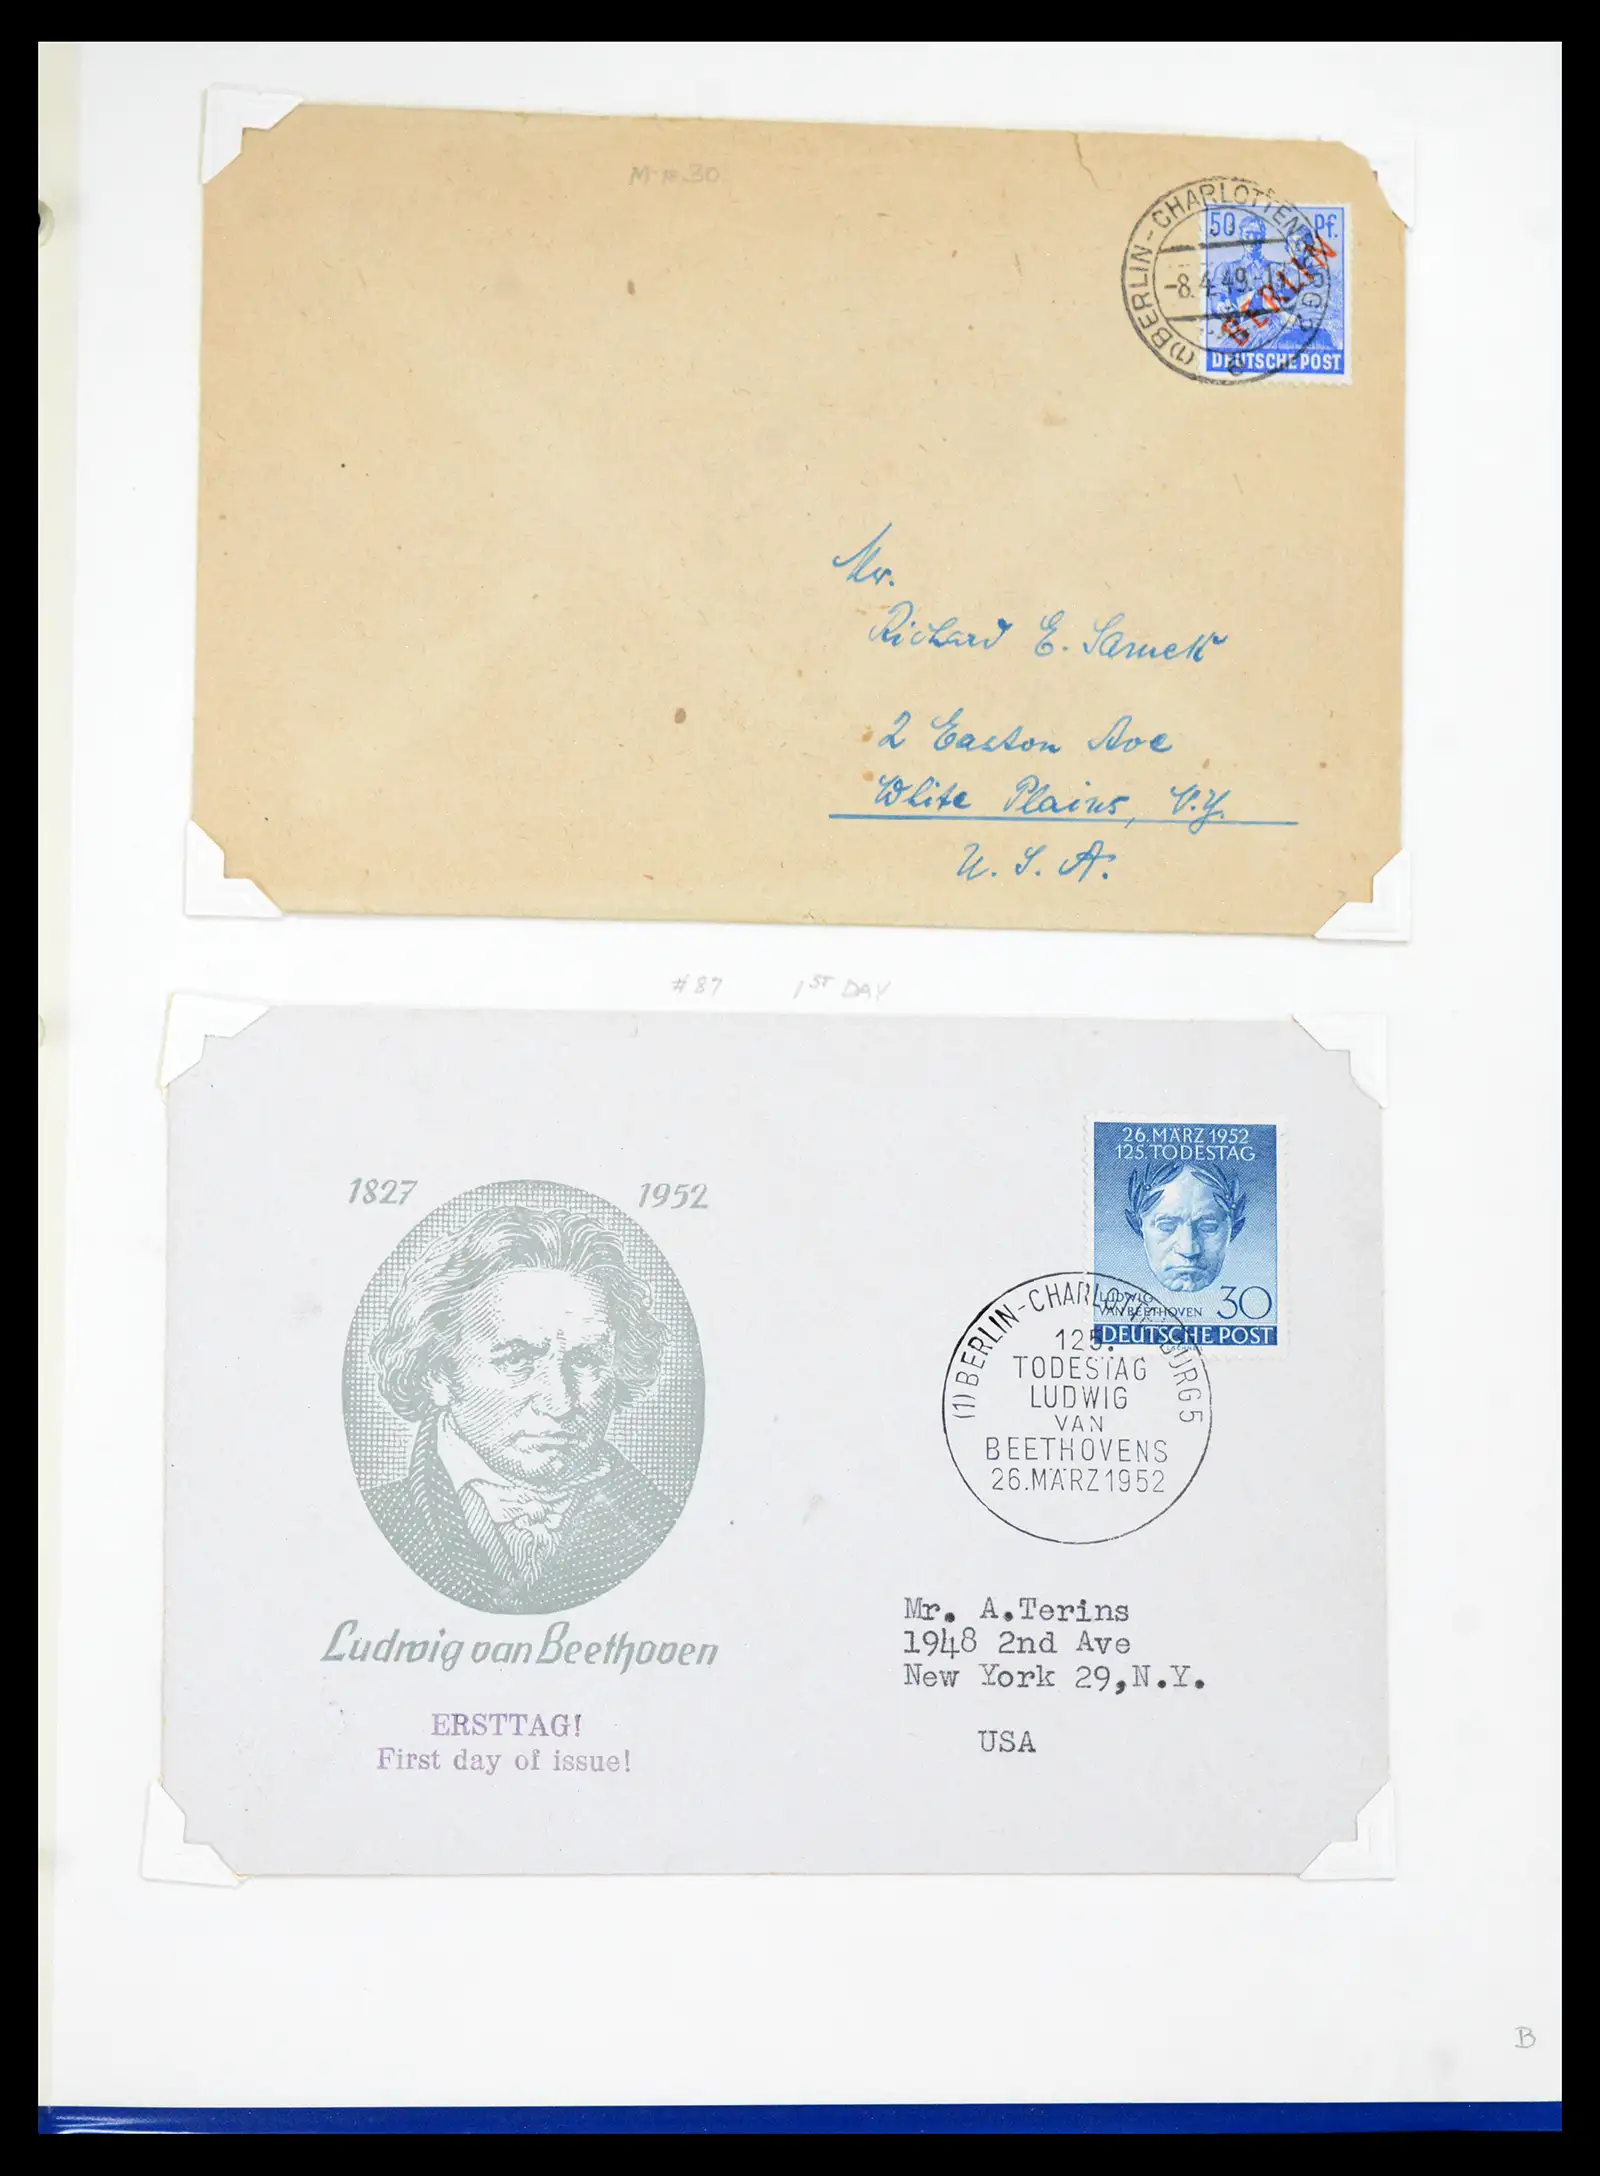 M # 30
(1) BERLIN-CHARLOTTENBURG 5
-8.4.49.-
a
50 Pf.
BERLIN
DEUTSCHE POST
Mr.
Richard E. Samek
2 Easton Ave
White Plains, N.Y.
U. S. A.
#87 1ST DAY
26. MÄRZ 1952
125. TODESTAG
LUDWIG
VAN BEETHOVEN 30
DEUTSCHE POST
(1) BERLIN-CHARLOTTENBURG 5
125.
TODESTAG
LUDWIG
VAN
BEETHOVENS
26. MÄRZ 1952
1827 1952
Ludwig van Beethoven
ERSTTAG!
First day of issue!
Mr. A.Terins
1948 2nd Ave
New York 29,N.Y.
USA
B